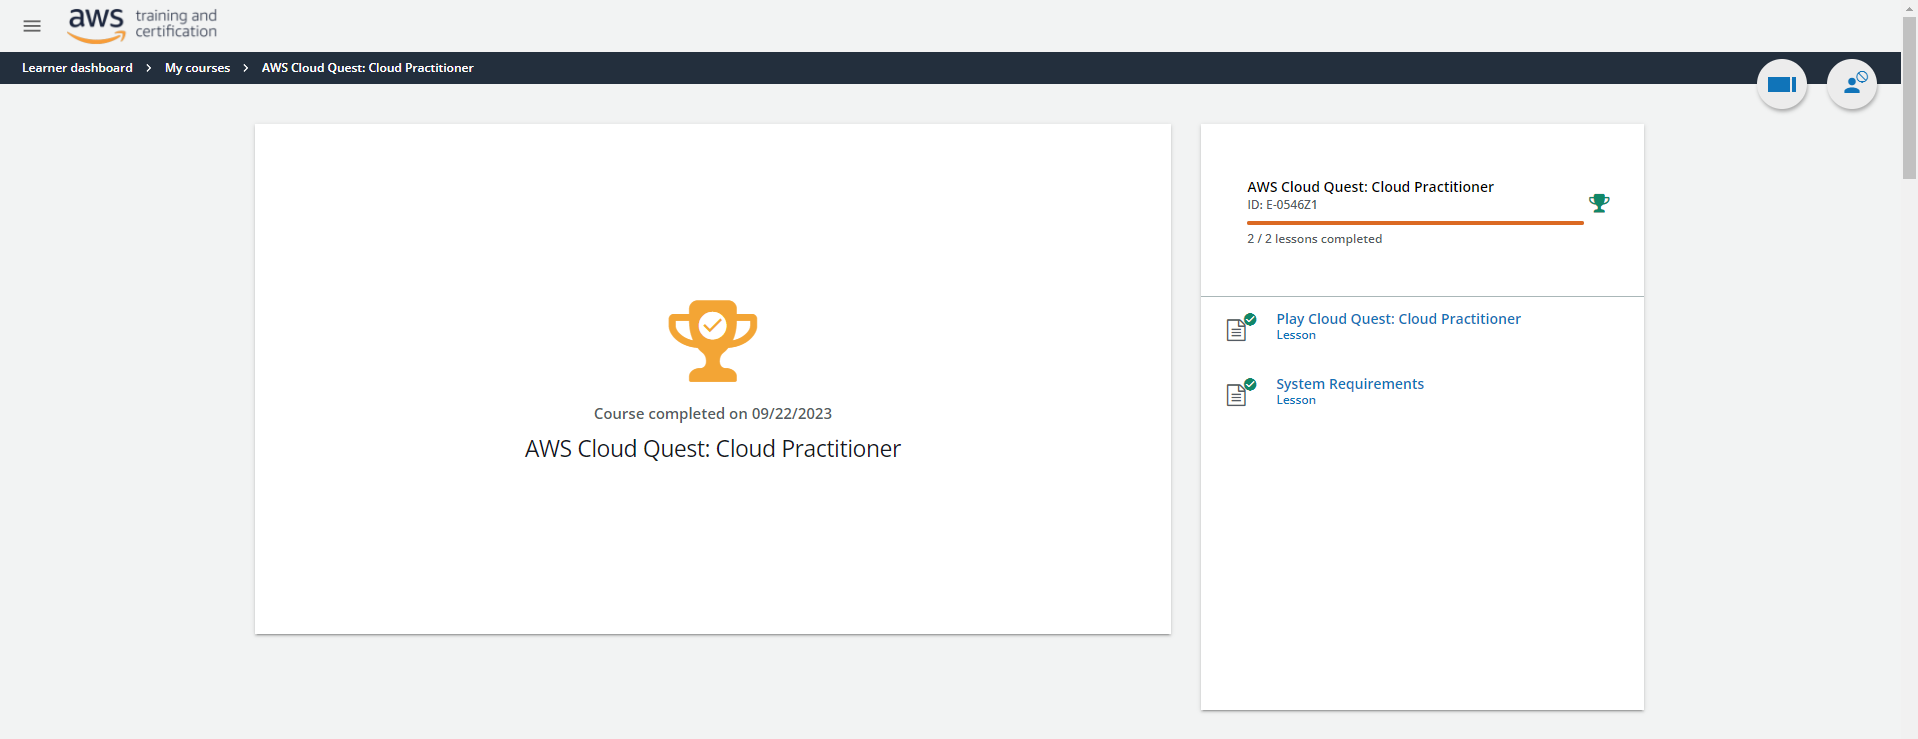 aws training and
certification
Learner dashboard > My courses > AWS Cloud Quest: Cloud Practitioner
Course completed on 09/22/2023
AWS Cloud Quest: Cloud Practitioner
AWS Cloud Quest: Cloud Practitioner
ID: E-0546Z1
2 / 2 lessons completed
Play Cloud Quest: Cloud Practitioner
Lesson
System Requirements
Lesson